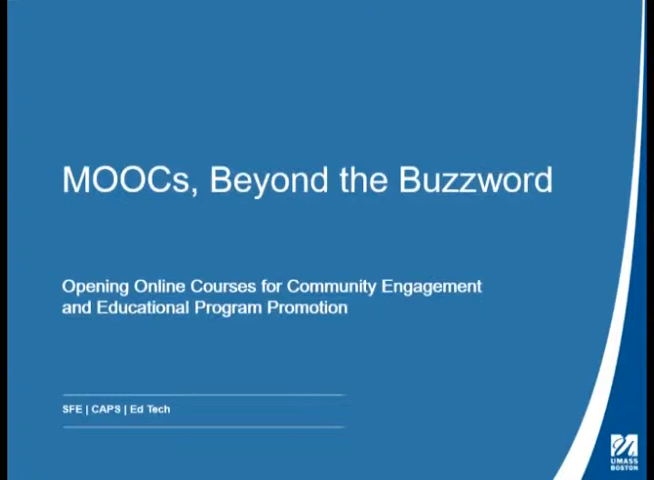 MOOCs, Beyond the Buzzword
Opening Online Courses for Community Engagement
and Educational Program Promotion
SFE | CAPS | Ed Tech
UMASS
BOSTON